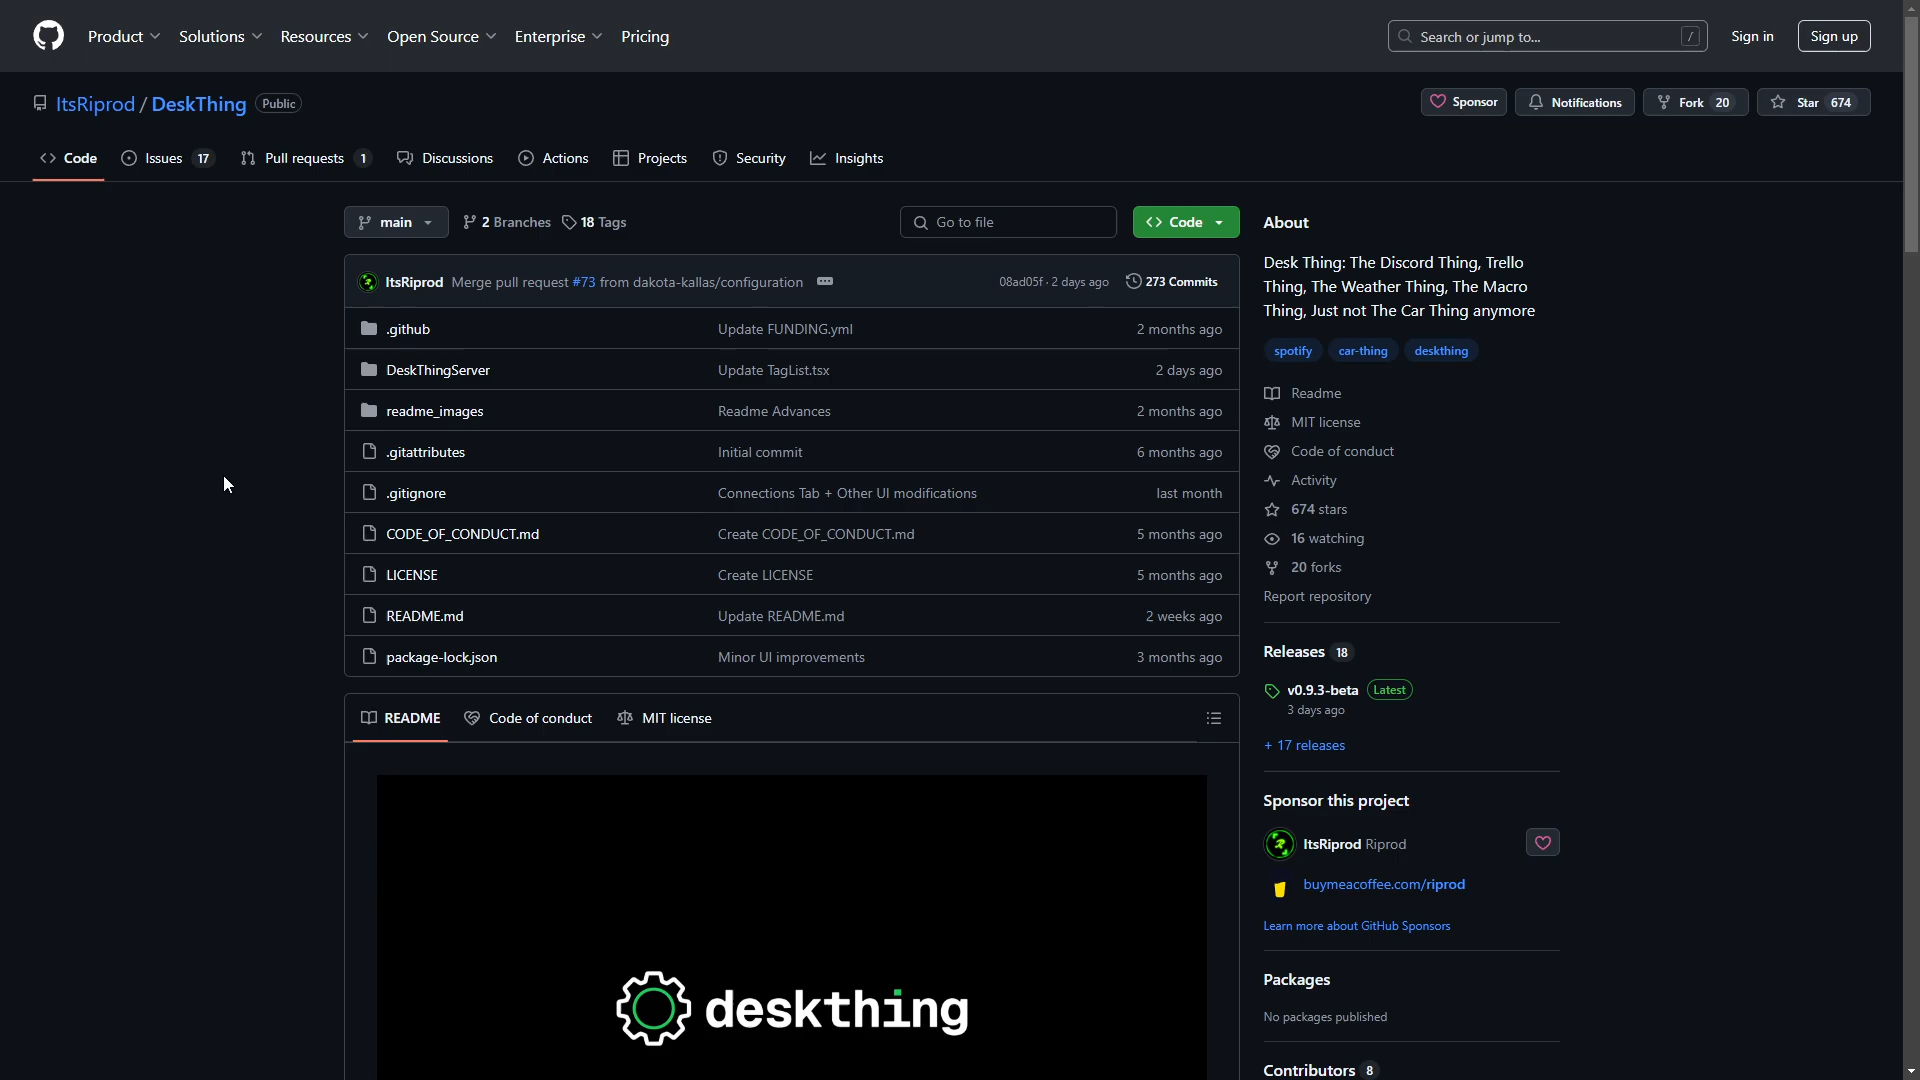 Product Solutions Resources Open Source Enterprise Pricing Search or jump to... / Sign in Sign up
ItsRiprod / DeskThing Public Sponsor Notifications Fork 20 Star 674
Code Issues 17 Pull requests 1 Discussions Actions Projects Security Insights
main 2 Branches 18 Tags Go to file Code
ItsRiprod Merge pull request #73 from dakota-kallas/configuration 08ad05f · 2 days ago 273 Commits
.github Update FUNDING.yml 2 months ago
DeskThingServer Update TagList.tsx 2 days ago
readme_images Readme Advances 2 months ago
.gitattributes Initial commit 6 months ago
.gitignore Connections Tab + Other UI modifications last month
CODE_OF_CONDUCT.md Create CODE_OF_CONDUCT.md 5 months ago
LICENSE Create LICENSE 5 months ago
README.md Update README.md 2 weeks ago
package-lock.json Minor UI improvements 3 months ago
README Code of conduct MIT license
deskthing
About
Desk Thing: The Discord Thing, Trello
Thing, The Weather Thing, The Macro
Thing, Just not The Car Thing anymore
spotify car-thing deskthing
Readme
MIT license
Code of conduct
Activity
674 stars
16 watching
20 forks
Report repository
Releases 18
v0.9.3-beta Latest
3 days ago
+ 17 releases
Sponsor this project
ItsRiprod Riprod
buymeacoffee.com/riprod
Learn more about GitHub Sponsors
Packages
No packages published
Contributors 8